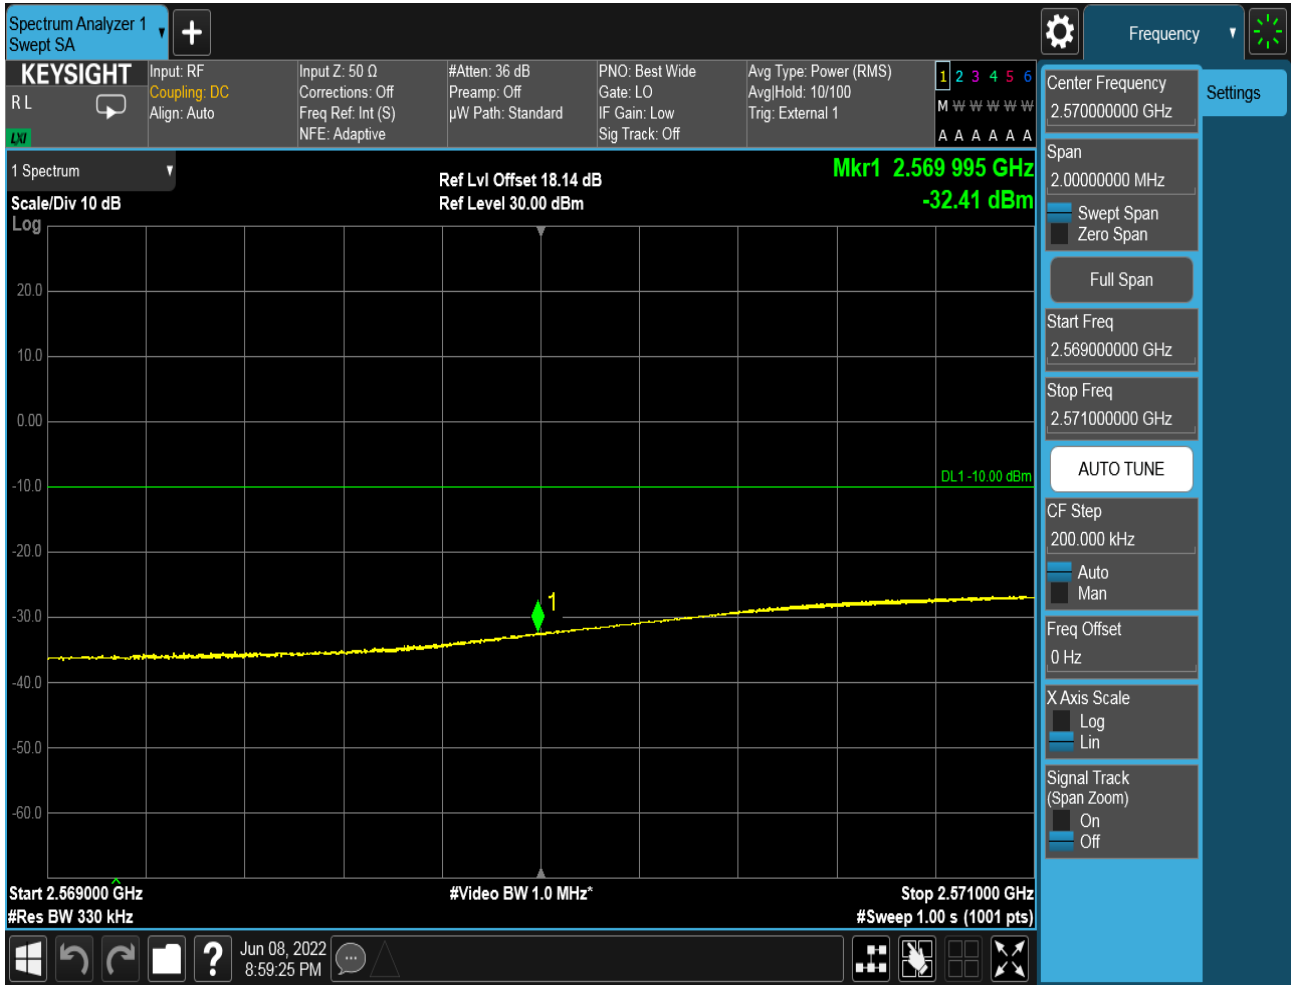 Spectrum Analyzer 1
Swept SA
Frequency
KEYSIGHT
R L
LXI
Input: RF
Coupling: DC
Align: Auto
Input Z: 50 Ω
Corrections: Off
Freq Ref: Int (S)
NFE: Adaptive
#Atten: 36 dB
Preamp: Off
µW Path: Standard
PNO: Best Wide
Gate: LO
IF Gain: Low
Sig Track: Off
Avg Type: Power (RMS)
Avg|Hold: 10/100
Trig: External 1
1 2 3 4 5 6
M W W W W W
A A A A A A
1 Spectrum
Scale/Div 10 dB
Log
Ref Lvl Offset 18.14 dB
Ref Level 30.00 dBm
Mkr1 2.569 995 GHz
-32.41 dBm
20.0
10.0
0.00
-10.0
DL1 -10.00 dBm
-20.0
1
-30.0
-40.0
-50.0
-60.0
Start 2.569000 GHz
#Res BW 330 kHz
#Video BW 1.0 MHz*
Stop 2.571000 GHz
#Sweep 1.00 s (1001 pts)
?
Jun 08, 2022
8:59:25 PM
Center Frequency
2.570000000 GHz
Span
2.00000000 MHz
Swept Span
Zero Span
Full Span
Start Freq
2.569000000 GHz
Stop Freq
2.571000000 GHz
AUTO TUNE
CF Step
200.000 kHz
Auto
Man
Freq Offset
0 Hz
X Axis Scale
Log
Lin
Signal Track
(Span Zoom)
On
Off
Settings